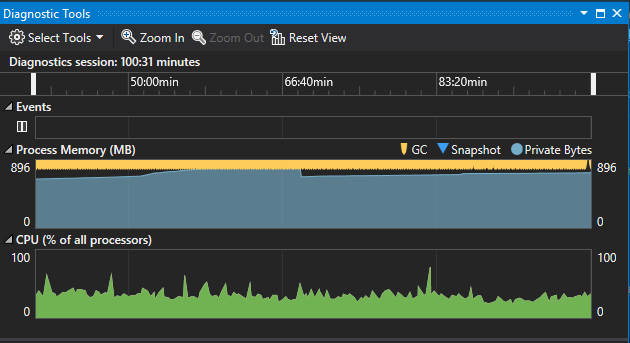 Diagnostic Tools
Select Tools Zoom In Zoom Out Reset View
Diagnostics session: 100:31 minutes
50:00min 66:40min 83:20min
Events
Process Memory (MB) GC Snapshot Private Bytes
896 896
0 0
CPU (% of all processors)
100 100
0 0